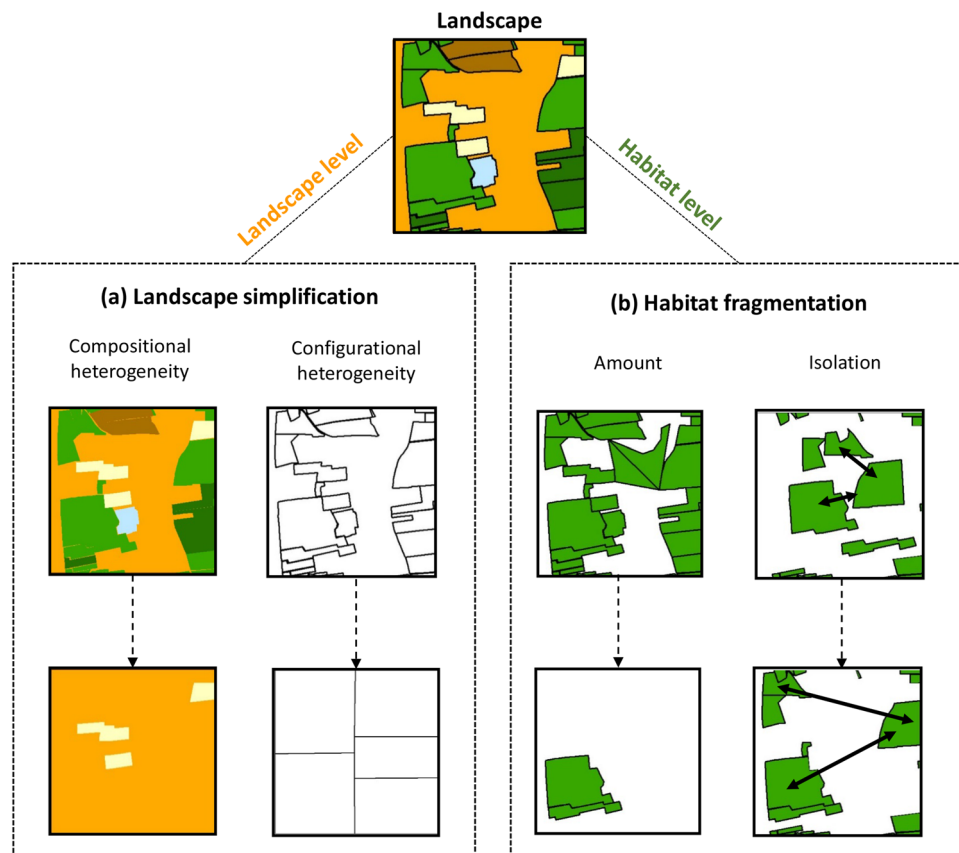 Landscape
Landscape level
Habitat level
(a) Landscape simplification
Compositional
heterogeneity
Configurational
heterogeneity
(b) Habitat fragmentation
Amount
Isolation